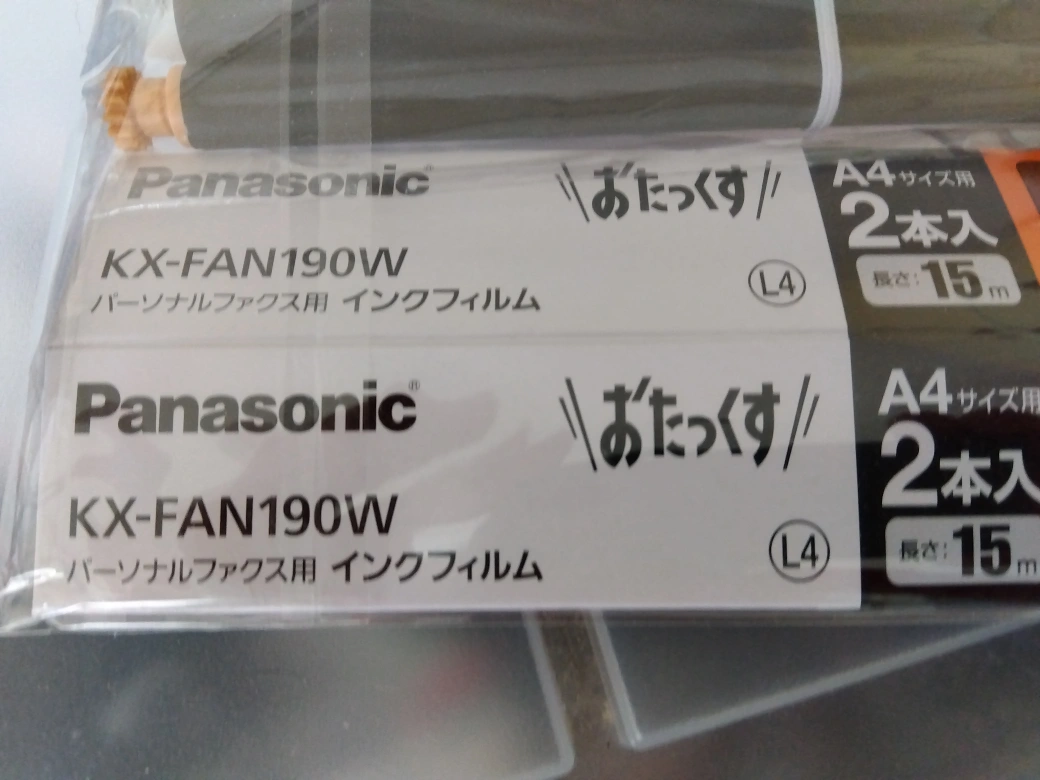 Panasonic
おたっくす
KX-FAN190W
パーソナルファクス用 インクフィルム
L4
A4サイズ用
2本入
長さ:15m
Panasonic®
おたっくす
KX-FAN190W
パーソナルファクス用 インクフィルム
L4
A4サイズ用
2本入
長さ:15m